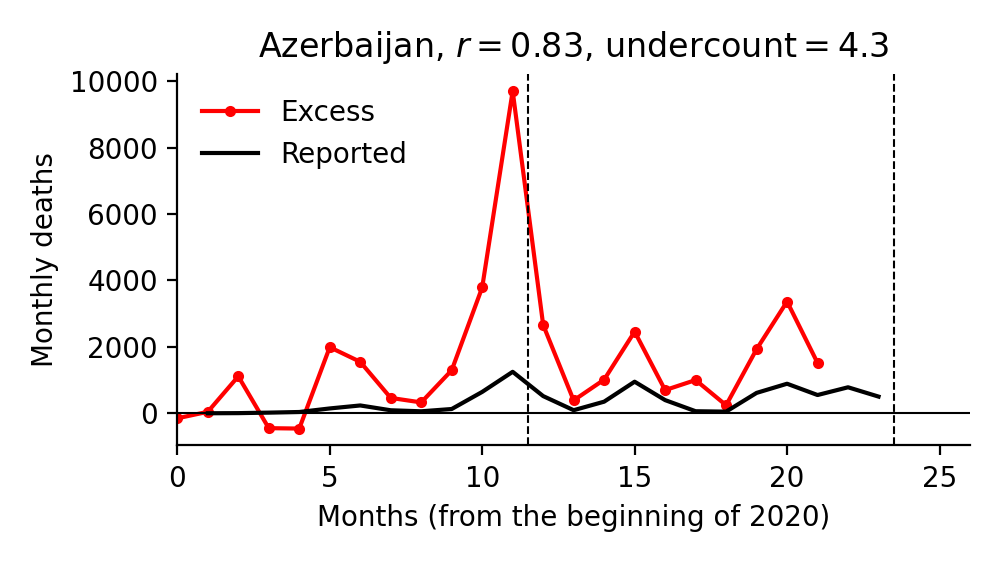 Azerbaijan, r = 0.83, undercount = 4.3
Excess
Reported
Monthly deaths
10000
8000
6000
4000
2000
0
0 5 10 15 20 25
Months (from the beginning of 2020)